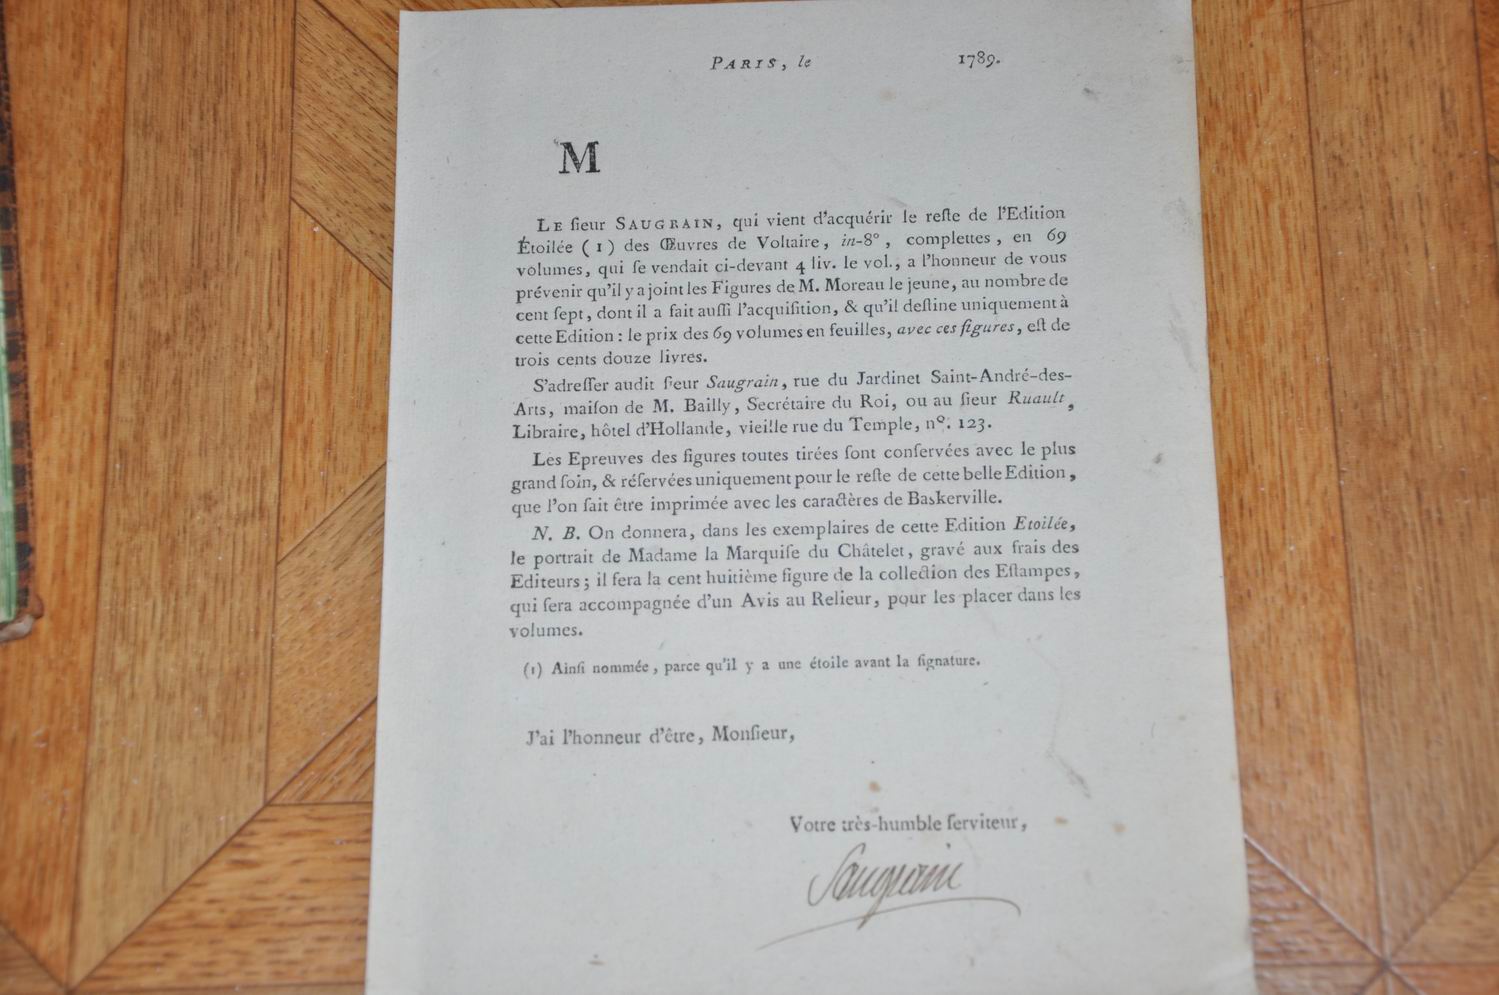 PARIS, le 1789.
M
LE ſieur SAUGRAIN, qui vient d'acquérir le reſte de l'Edition
Étoilée (1) des Œuvres de Voltaire, in-8°, complettes, en 69
volumes, qui ſe vendait ci-devant 4 liv. le vol., a l'honneur de vous
prévenir qu'il y a joint les Figures de M. Moreau le jeune, au nombre de
cent ſept, dont il a fait auſſi l'acquiſition, & qu'il deſtine uniquement à
cette Edition : le prix des 69 volumes en feuilles, avec ces figures, eſt de
trois cents douze livres.
S'adreſſer audit ſieur Saugrain, rue du Jardinet Saint-André-des-
Arts, maiſon de M. Bailly, Secrétaire du Roi, ou au ſieur Ruault,
Libraire, hôtel d'Hollande, vieille rue du Temple, n°. 123.
Les Epreuves des figures toutes tirées ſont conſervées avec le plus
grand ſoin, & réſervées uniquement pour le reſte de cette belle Edition,
que l'on ſait être imprimée avec les caractères de Baskerville.
N. B. On donnera, dans les exemplaires de cette Edition Etoilée,
le portrait de Madame la Marquiſe du Châtelet, gravé aux frais des
Editeurs ; il ſera la cent huitième figure de la collection des Eſtampes,
qui ſera accompagnée d'un Avis au Relieur, pour les placer dans les
volumes.
(1) Ainſi nommée, parce qu'il y a une étoile avant la ſignature.
J'ai l'honneur d'être, Monſieur,
Votre très-humble ſerviteur,
Saugrain